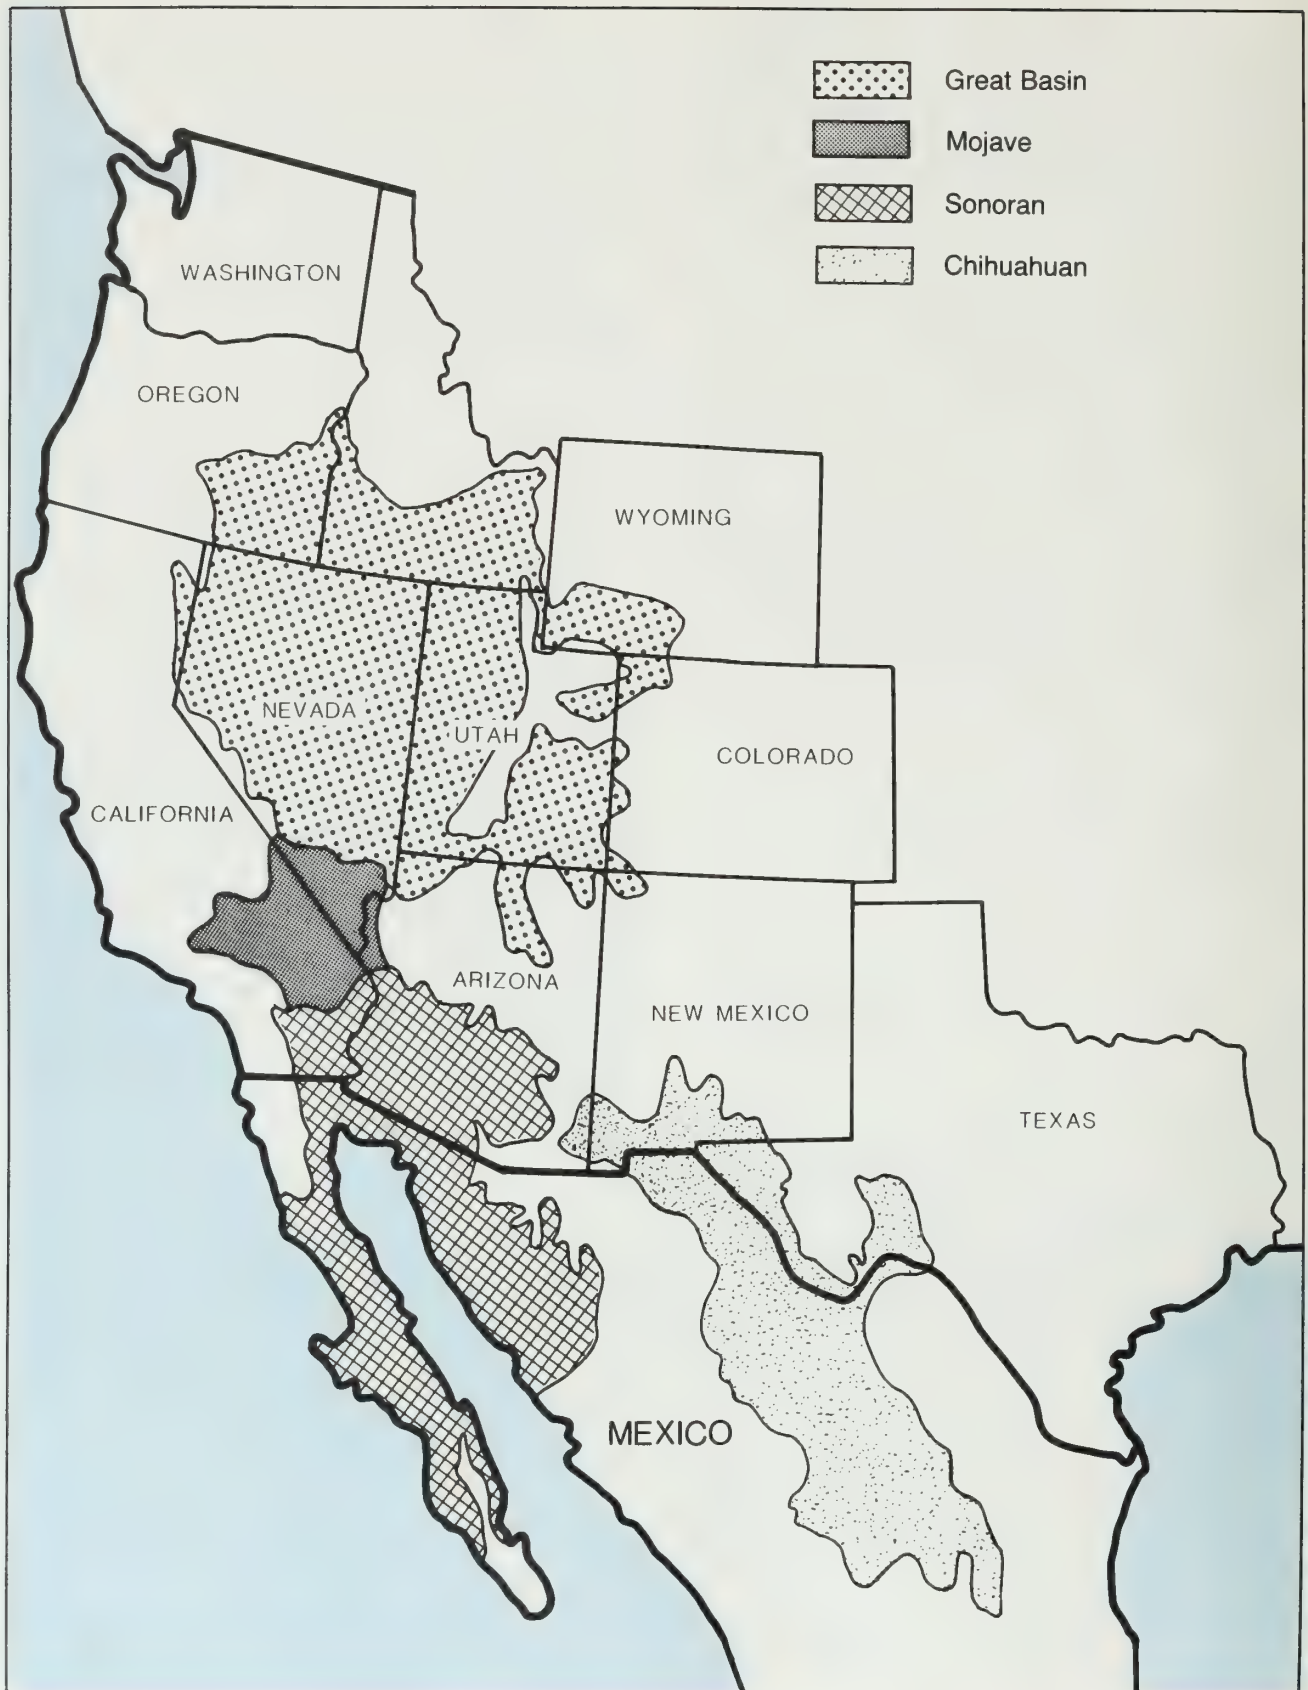 Great Basin
Mojave
Sonoran
Chihuahuan
WASHINGTON
OREGON
WYOMING
NEVADA
UTAH
COLORADO
CALIFORNIA
ARIZONA
NEW MEXICO
TEXAS
MEXICO